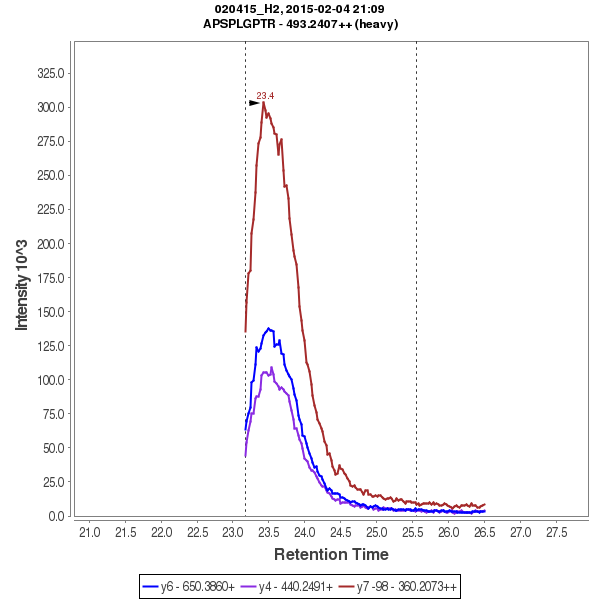 020415_H2, 2015-02-04 21:09
APSPLGPTR - 493.2407++ (heavy)
23.4
325.0
300.0
275.0
250.0
225.0
200.0
175.0
150.0
125.0
100.0
75.0
50.0
25.0
0.0
Intensity 10^3
21.0 21.5 22.0 22.5 23.0 23.5 24.0 24.5 25.0 25.5 26.0 26.5 27.0 27.5
Retention Time
y6 - 650.3860+ y4 - 440.2491+ y7 -98 - 360.2073++